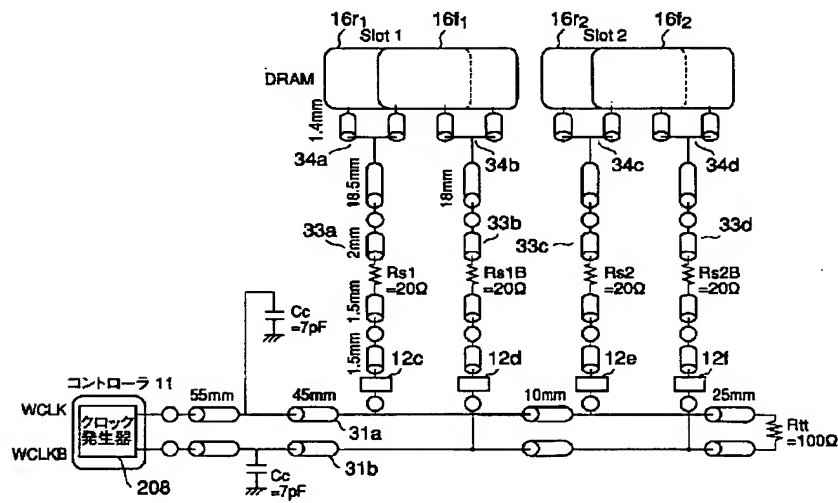 16r1
16f1
16r2
16f2
Slot 1
Slot 2
DRAM
1.4mm
34a
34b
34c
34d
18.5mm
18mm
33a
33b
33c
33d
2mm
Rs1
=20Ω
Rs1B
=20Ω
Rs2
=20Ω
Rs2B
=20Ω
1.5mm
Cc
=7pF
1.5mm
12c
12d
12e
12f
コントローラ 11
55mm
45mm
10mm
25mm
WCLK
クロック
発生器
31a
Rtt
=100Ω
WCLKB
31b
Cc
=7pF
208